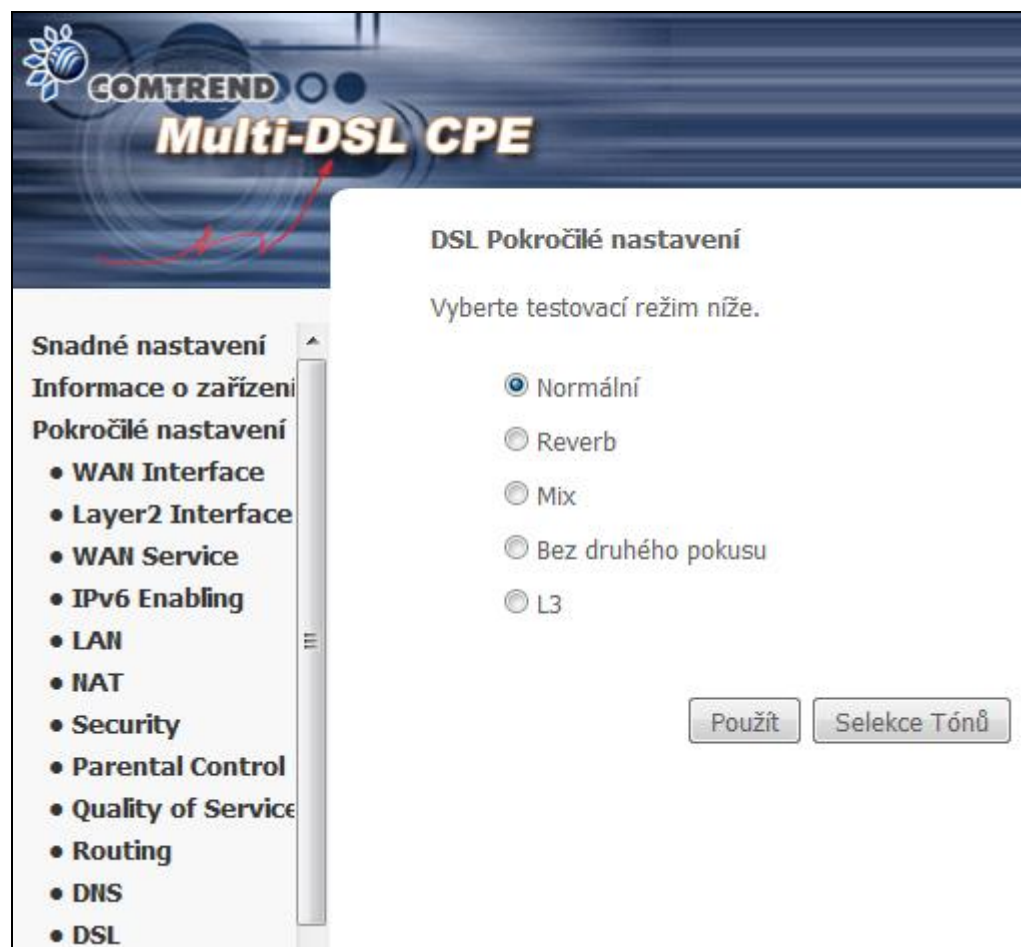 COMTREND
Multi-DSL CPE
DSL Pokročilé nastavení
Vyberte testovací režim níže.
Normální
Reverb
Mix
Bez druhého pokusu
L3
Použít
Selekce Tónů
Snadné nastavení
Informace o zařízení
Pokročilé nastavení
• WAN Interface
• Layer2 Interface
• WAN Service
• IPv6 Enabling
• LAN
• NAT
• Security
• Parental Control
• Quality of Service
• Routing
• DNS
• DSL